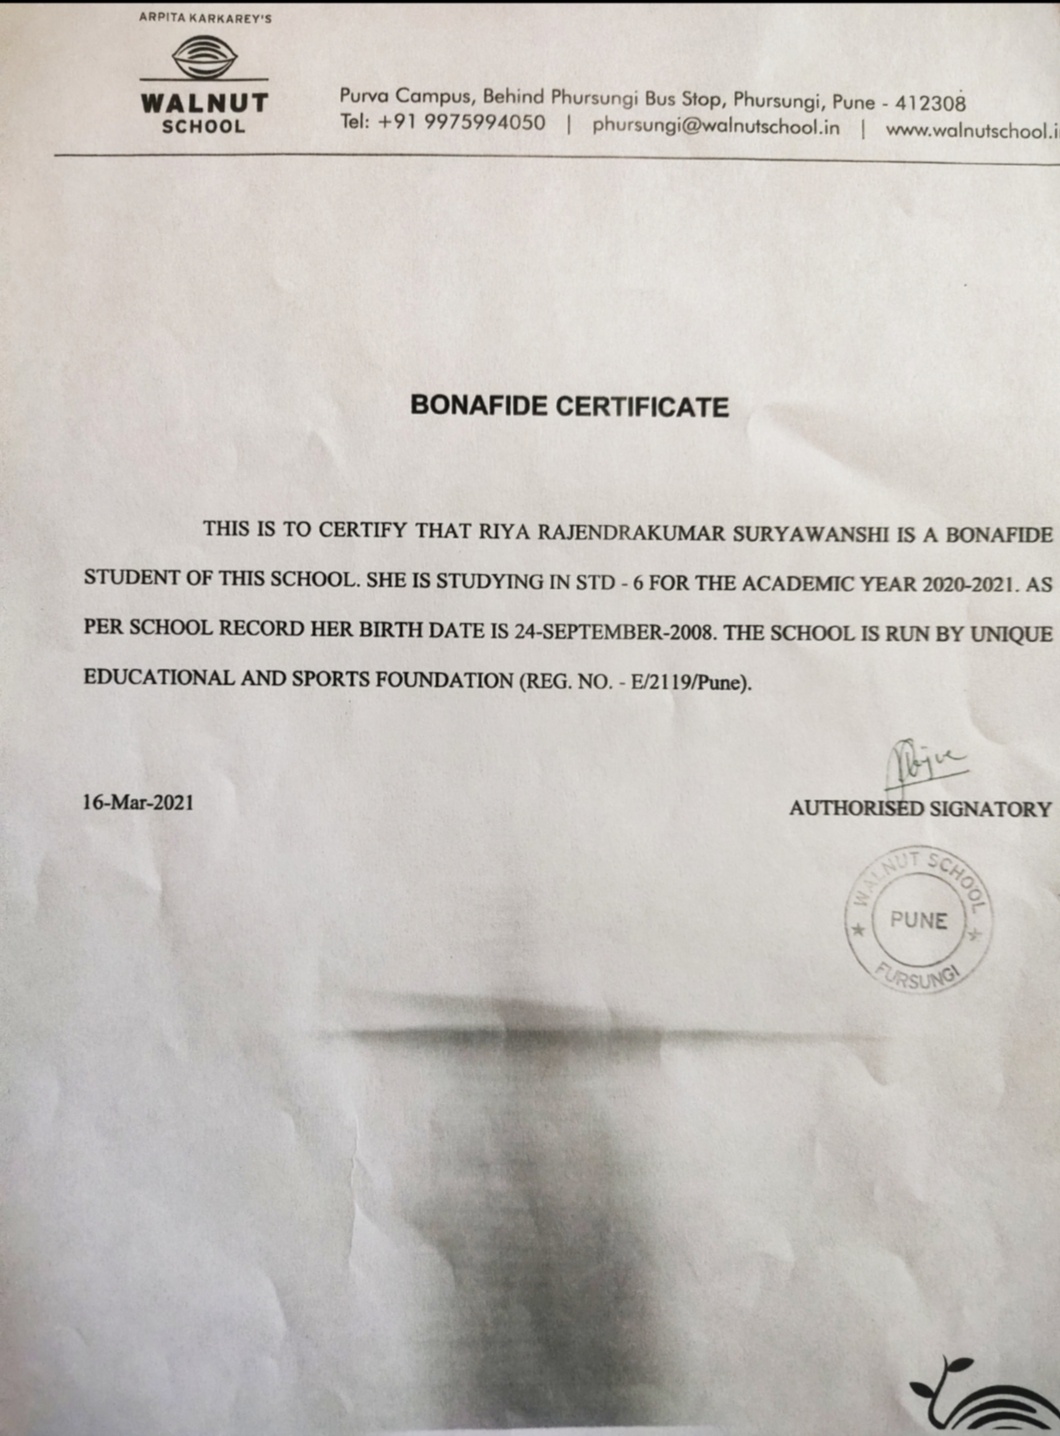 ARPITA KARKAREY'S
WALNUT
SCHOOL
Purva Campus, Behind Phursungi Bus Stop, Phursungi, Pune - 412308
Tel: +91 9975994050 | phursungi@walnutschool.in | www.walnutschool.i
BONAFIDE CERTIFICATE
THIS IS TO CERTIFY THAT RIYA RAJENDRAKUMAR SURYAWANSHI IS A BONAFIDE
STUDENT OF THIS SCHOOL. SHE IS STUDYING IN STD - 6 FOR THE ACADEMIC YEAR 2020-2021. AS
PER SCHOOL RECORD HER BIRTH DATE IS 24-SEPTEMBER-2008. THE SCHOOL IS RUN BY UNIQUE
EDUCATIONAL AND SPORTS FOUNDATION (REG. NO. - E/2119/Pune).
16-Mar-2021
AUTHORISED SIGNATORY
WALNUT SCHOOL
PUNE
FURSUNGI